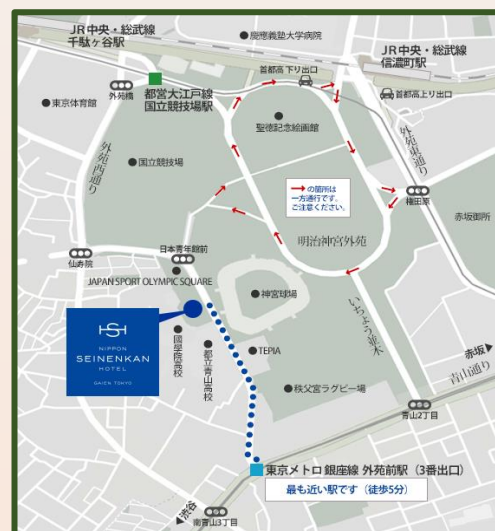 JR中央・総武線
千駄ヶ谷駅
慶應義塾大学病院
JR中央・総武線
信濃町駅
首都高下り出口
外苑橋
都営大江戸線
国立競技場駅
首都高上り出口
東京体育館
聖徳記念絵画館
外苑西通り
国立競技場
外苑東通り
の箇所は
一方通行です。
ご注意ください。
権田原
赤坂御所
明治神宮外苑
仙寿院
日本青年館前
JAPAN SPORT OLYMPIC SQUARE
神宮球場
いちょう並木
NIPPON
SEINENKAN
HOTEL
GAIEN TOKYO
國學院高校
都立青山高校
TEPIA
赤坂▶
青山通り
秩父宮ラグビー場
青山2丁目
東京メトロ 銀座線 外苑前駅（3番出口）
最も近い駅です（徒歩5分）
◀渋谷
南青山3丁目